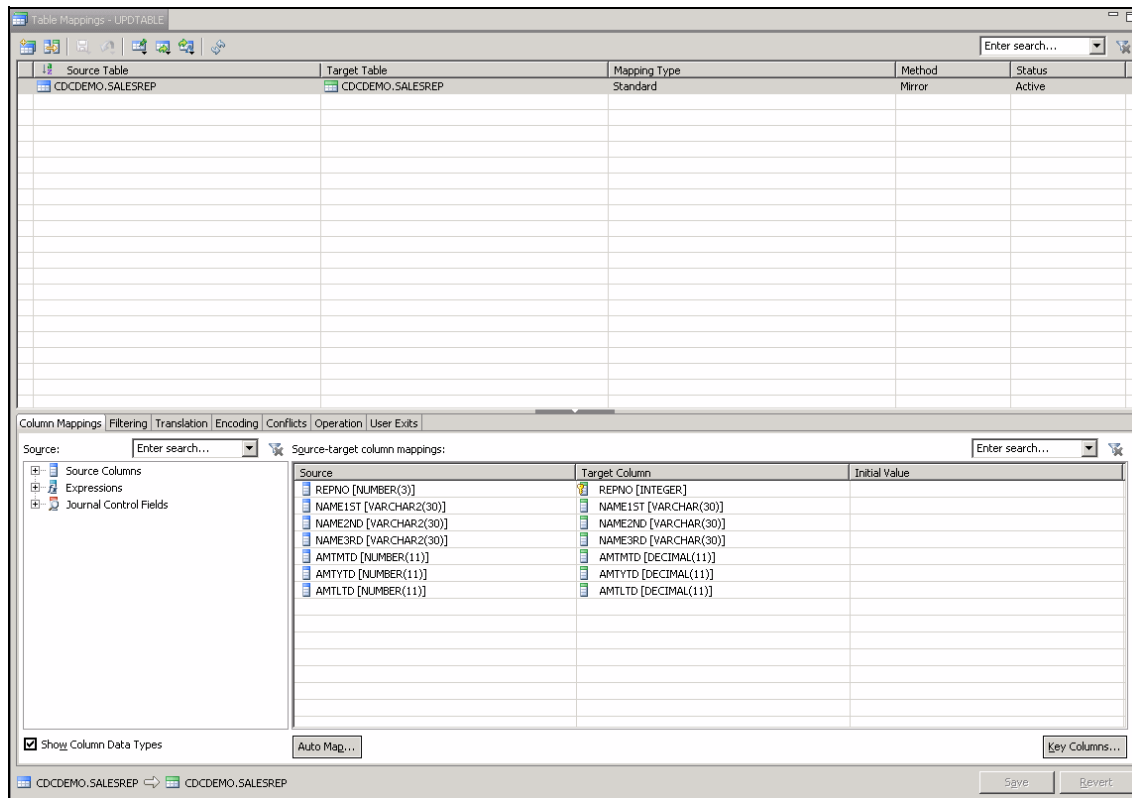 Table Mappings - UPDTABLE
Enter search...
Source Table Target Table Mapping Type Method Status
CDCDEMO.SALESREP CDCDEMO.SALESREP Standard Mirror Active
Column Mappings Filtering Translation Encoding Conflicts Operation User Exits
Source: Enter search... Source-target column mappings: Enter search...
Source Columns
Expressions
Journal Control Fields
Source Target Column Initial Value
REPNO [NUMBER(3)] REPNO [INTEGER]
NAME1ST [VARCHAR2(30)] NAME1ST [VARCHAR(30)]
NAME2ND [VARCHAR2(30)] NAME2ND [VARCHAR(30)]
NAME3RD [VARCHAR2(30)] NAME3RD [VARCHAR(30)]
AMTMTD [NUMBER(11)] AMTMTD [DECIMAL(11)]
AMTYTD [NUMBER(11)] AMTYTD [DECIMAL(11)]
AMTLTD [NUMBER(11)] AMTLTD [DECIMAL(11)]
Show Column Data Types Auto Map... Key Columns...
CDCDEMO.SALESREP CDCDEMO.SALESREP Save Revert